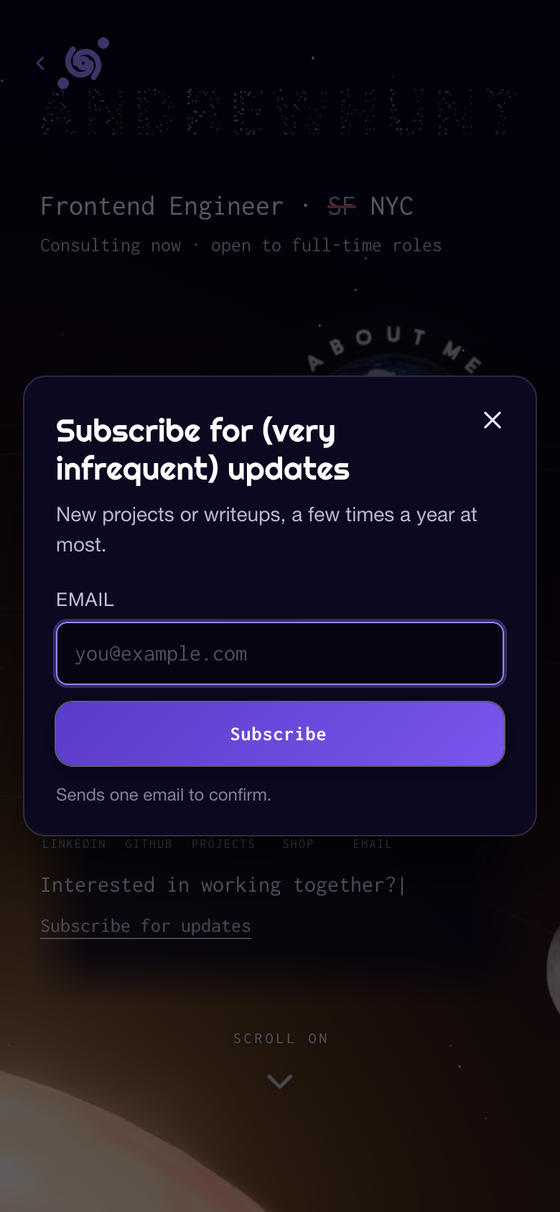 ANDREWHUNT
Frontend Engineer · SF NYC
Consulting now · open to full-time roles
ABOUT ME
Subscribe for (very
infrequent) updates
New projects or writeups, a few times a year at
most.
EMAIL
you@example.com
Subscribe
Sends one email to confirm.
LINKEDIN GITHUB PROJECTS SHOP EMAIL
Interested in working together?|
Subscribe for updates
SCROLL ON